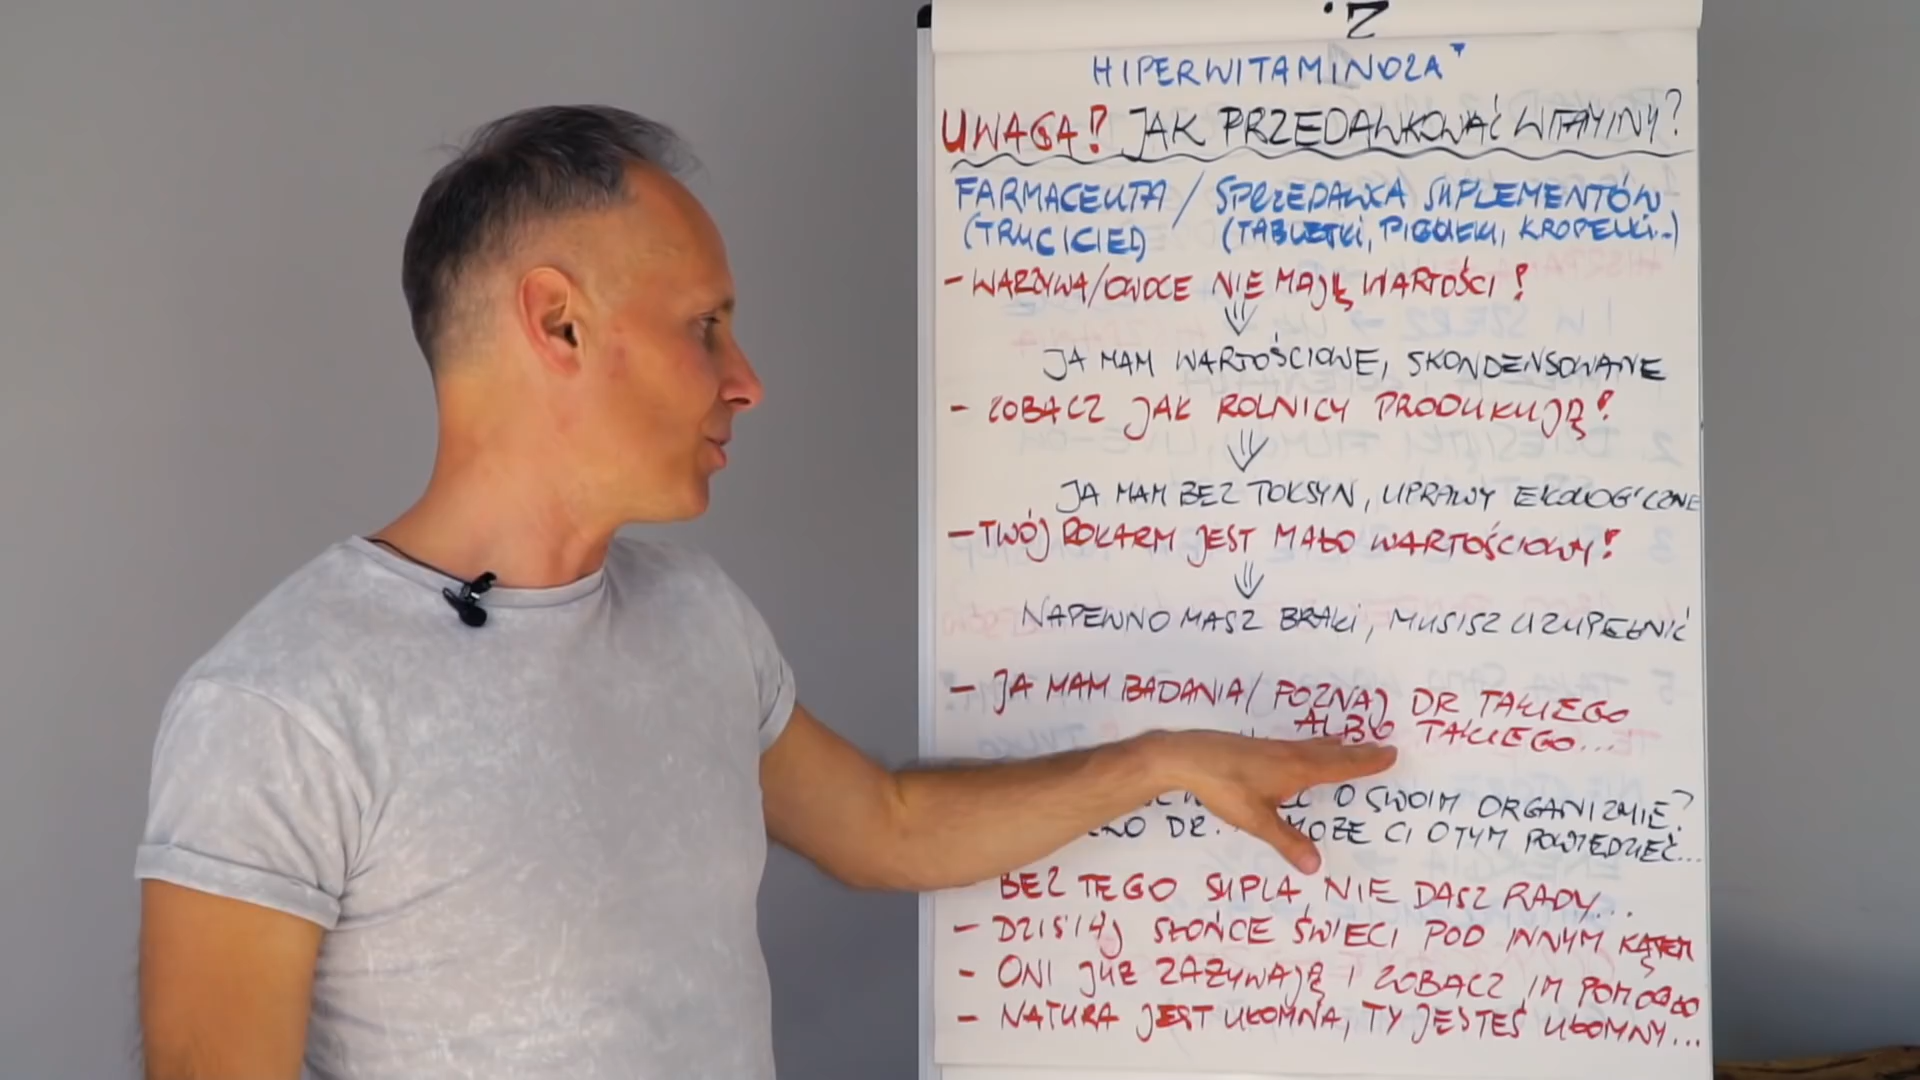 2.
HIPERWITAMINOZA
UWAGA! JAK PRZEDAWKOWAĆ WITAMINY?
FARMACEUTA / SPRZEDAWCA SUPLEMENTÓW
(TRUCICIEL) (TABLETKI, PIGUŁKI, KROPELKI..)
- WARZYWA/OWOCE NIE MAJĄ WARTOŚCI!
JA MAM WARTOŚCIOWE, SKONDENSOWANE
- ZOBACZ JAK ROLNICY PRODUKUJĄ!
JA MAM BEZ TOKSYN, UPRAWY EKOLOGICZNE
- TWÓJ POKARM JEST MAŁO WARTOŚCIOWY!
NAPEWNO MASZ BRAKI, MUSISZ UZUPEŁNIĆ
- JA MAM BADANIA/ POZNAJ DR TAKIEGO
ALBO TAKIEGO...
O SWOIM ORGANIZMIE?
DR. MOŻE CI O TYM POWIEDZIEĆ...
BEZ TEGO SUPLA, NIE DASZ RADY...
- DZISIAJ SŁOŃCE ŚWIECI POD INNYM KĄTEM
- ONI JUŻ ZAŻYWAJĄ I ZOBACZ IM POMOGŁO
- NATURA JEST UŁOMNA, TY JESTEŚ UŁOMNY...